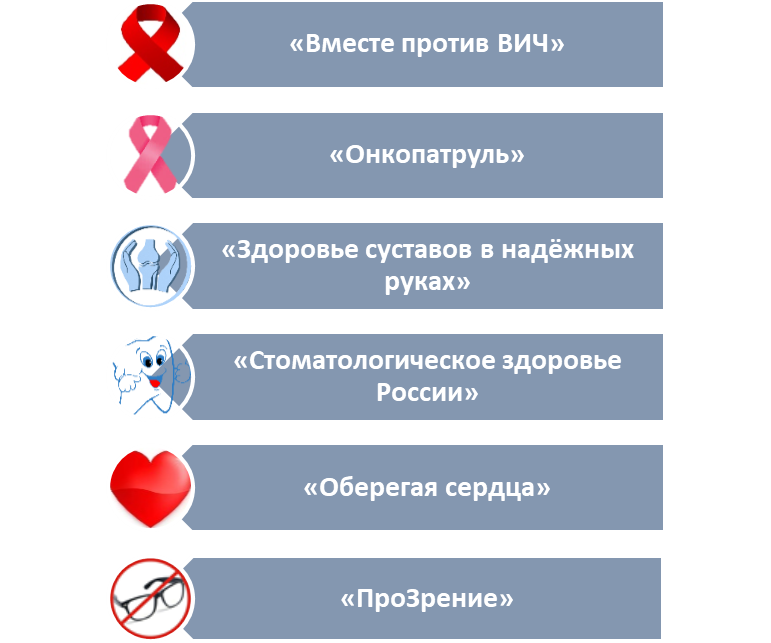 «Вместе против ВИЧ»
«Онкопатруль»
«Здоровье суставов в надёжных
руках»
«Стоматологическое здоровье
России»
«Оберегая сердца»
«ПроЗрение»